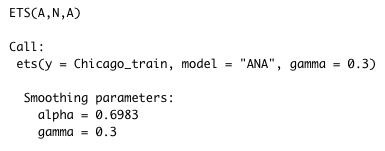 ETS(A,N,A)
Call:
ets(y = Chicago_train, model = "ANA", gamma = 0.3)
Smoothing parameters:
alpha = 0.6983
gamma = 0.3